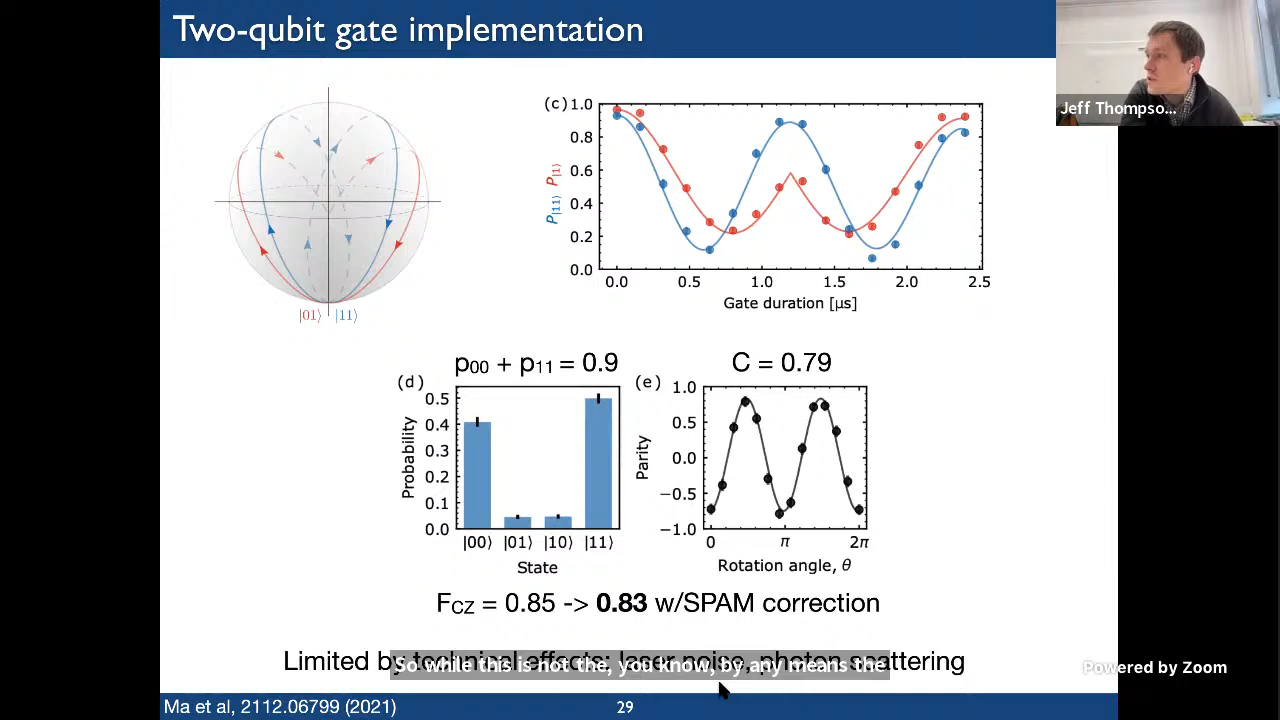 Two-qubit gate implementation
Jeff Thompso...
(c)
1.0
0.8
0.6
0.4
0.2
0.0
P|11⟩ P|1⟩
0.0 0.5 1.0 1.5 2.0 2.5
Gate duration [μs]
|01⟩ |11⟩
p00 + p11 = 0.9
C = 0.79
(d)
0.5
0.4
0.3
0.2
0.1
0.0
Probability
|00⟩ |01⟩ |10⟩ |11⟩
State
(e)
1.0
0.5
0.0
−0.5
−1.0
Parity
0 π 2π
Rotation angle, θ
FCZ = 0.85 -> 0.83 w/SPAM correction
Limited by technical effects: laser noise, photon scattering
So while this is not the, you know, by any means the
Powered by Zoom
Ma et al, 2112.06799 (2021)
29